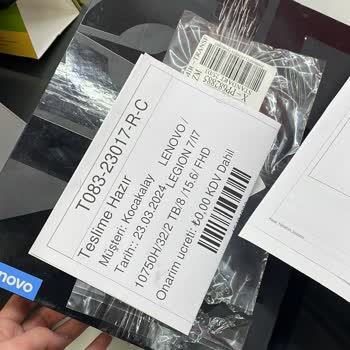 T083-23017-R-C
Teslime Hazır
Müşteri: Kocakalay LENOVO /
Tarih:: 23.03.2024 LEGION 7/I7
10750H/32/2 TB/8 /15.6/ FHD
Onarım ücreti: ₺0,00 KDV Dahil
novo